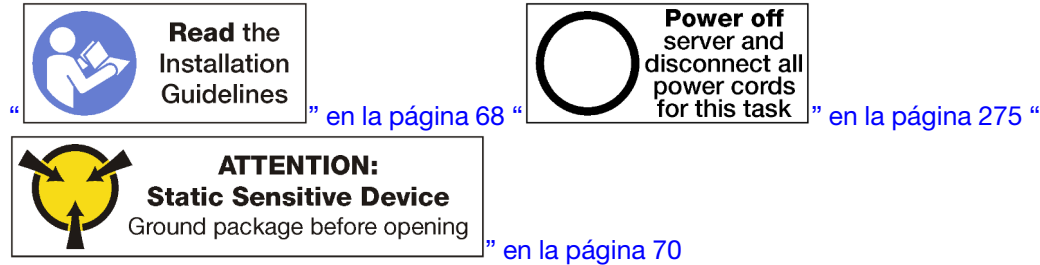 “ Read the
Installation
Guidelines ” en la página 68 “ Power off
server and
disconnect all
power cords
for this task ” en la página 275 “
ATTENTION:
Static Sensitive Device
Ground package before opening ” en la página 70